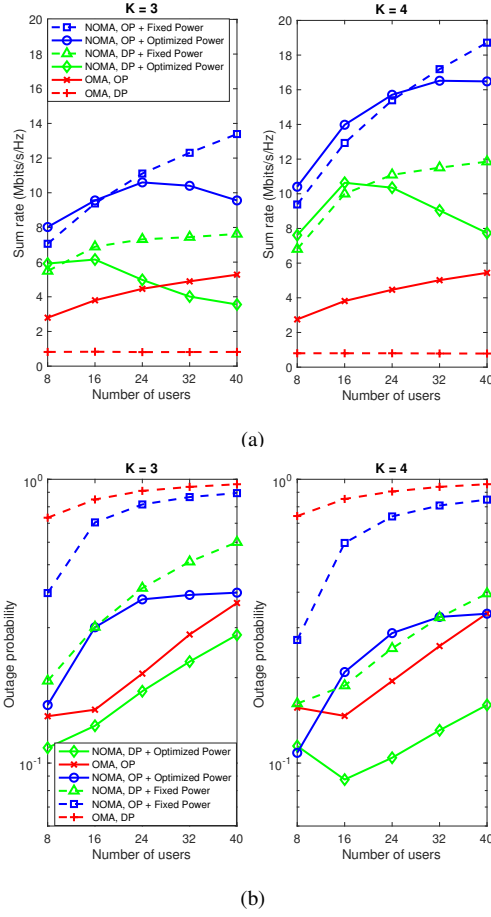 K = 3
K = 4
20
18
16
14
12
10
8
6
4
2
0
Sum rate (Mbits/s/Hz)
NOMA, OP + Fixed Power
NOMA, OP + Optimized Power
NOMA, DP + Fixed Power
NOMA, DP + Optimized Power
OMA, OP
OMA, DP
8 16 24 32 40
Number of users
20
18
16
14
12
10
8
6
4
2
0
Sum rate (Mbits/s/Hz)
8 16 24 32 40
Number of users
(a)
K = 3
K = 4
10^0
10^-1
Outage probability
NOMA, DP + Optimized Power
OMA, OP
NOMA, OP + Optimized Power
NOMA, DP + Fixed Power
NOMA, OP + Fixed Power
OMA, DP
8 16 24 32 40
Number of users
10^0
10^-1
Outage probability
8 16 24 32 40
Number of users
(b)